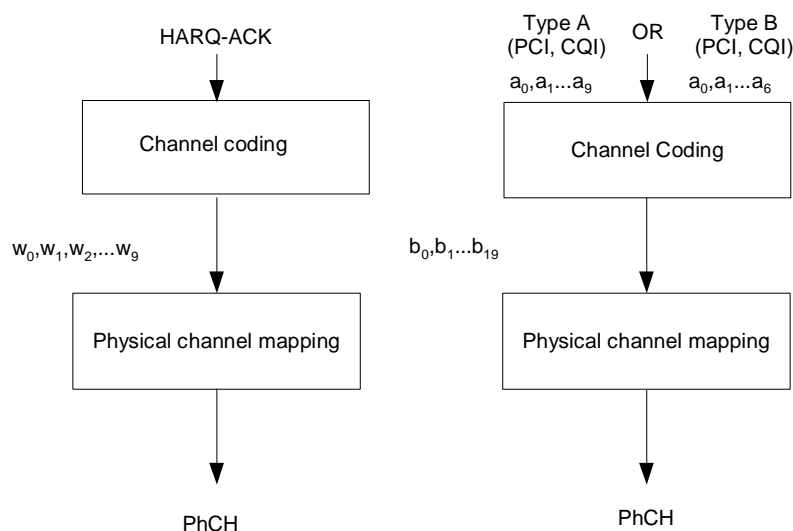 HARQ-ACK
Channel coding
w0,w1,w2,...w9
Physical channel mapping
PhCH
Type A
(PCI, CQI)
OR
Type B
(PCI, CQI)
a0,a1...a9
a0,a1...a6
Channel Coding
b0,b1...b19
Physical channel mapping
PhCH